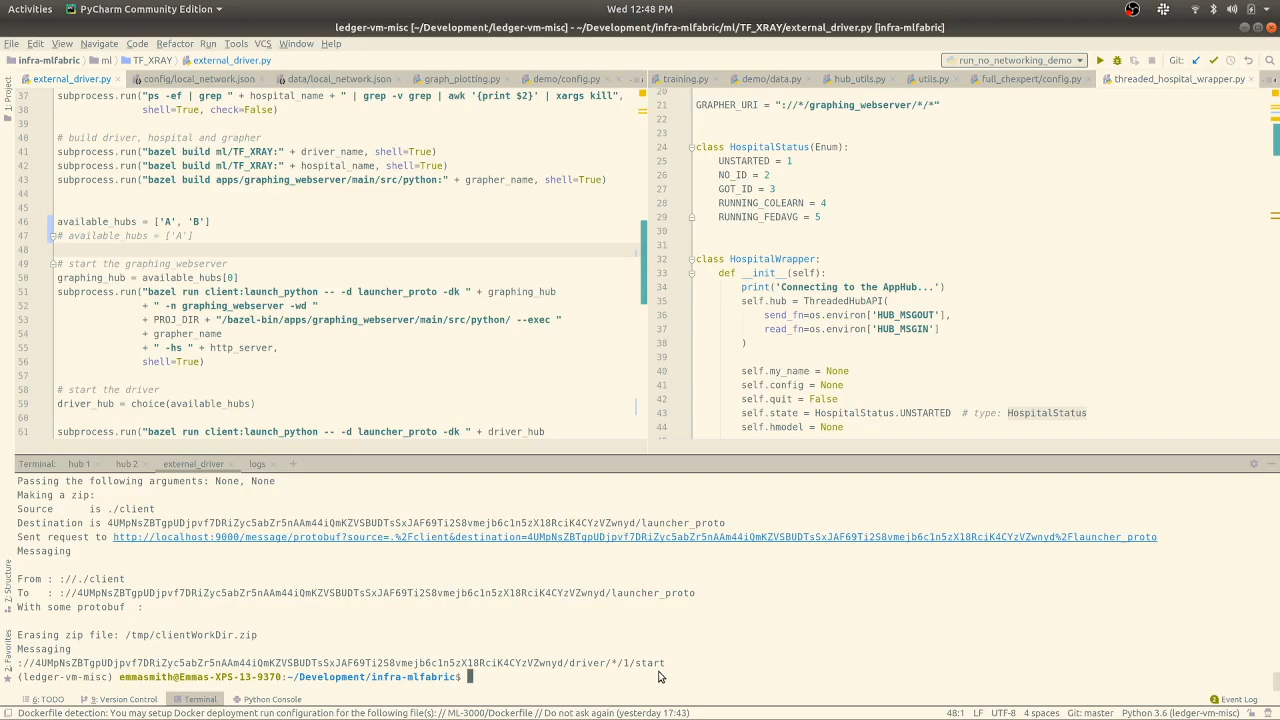 Activities PyCharm Community Edition Wed 12:48 PM
ledger-vm-misc [~/Development/ledger-vm-misc] ~/Development/infra-mlfabric/ml/TF_XRAY/external_driver.py [infra-mlfabric]
File Edit View Navigate Code Refactor Run Tools VCS Window Help
infra-mlfabric ml TF_XRAY external_driver.py run_no_networking_demo Git:
external_driver.py config/local_network.json data/local_network.json graph_plotting.py demo/config.py training.py demo/data.py hub_utils.py utils.py full_chexpert/config.py threaded_hospital_wrapper.py
1: Project
37 subprocess.run("ps -ef | grep " + hospital_name + " | grep -v grep | awk '{print $2}' | xargs kill",
38 shell=True, check=False)
39
40 # build driver, hospital and grapher
41 subprocess.run("bazel build ml/TF_XRAY:" + driver_name, shell=True)
42 subprocess.run("bazel build ml/TF_XRAY:" + hospital_name, shell=True)
43 subprocess.run("bazel build apps/graphing_webserver/main/src/python:" + grapher_name, shell=True)
44
45
46 available_hubs = ['A', 'B']
47 # available_hubs = ['A']
48
49 # start the graphing webserver
50 graphing_hub = available_hubs[0]
51 subprocess.run("bazel run client:launch_python -- -d launcher_proto -dk " + graphing_hub
52 + " -n graphing_webserver -wd "
53 + PROJ_DIR + "/bazel-bin/apps/graphing_webserver/main/src/python/ --exec "
54 + grapher_name
55 + " -hs " + http_server,
56 shell=True)
57
58 # start the driver
59 driver_hub = choice(available_hubs)
60
61 subprocess.run("bazel run client:launch_python -- -d launcher_proto -dk " + driver_hub
20
21 GRAPHER_URI = "://*/graphing_webserver/*/*"
22
23
24 class HospitalStatus(Enum):
25 UNSTARTED = 1
26 NO_ID = 2
27 GOT_ID = 3
28 RUNNING_COLEARN = 4
29 RUNNING_FEDAVG = 5
30
31
32 class HospitalWrapper:
33 def __init__(self):
34 print('Connecting to the AppHub...')
35 self.hub = ThreadedHubAPI(
36 send_fn=os.environ['HUB_MSGOUT'],
37 read_fn=os.environ['HUB_MSGIN']
38 )
39
40 self.my_name = None
41 self.config = None
42 self.quit = False
43 self.state = HospitalStatus.UNSTARTED # type: HospitalStatus
44 self.hmodel = None
Terminal: hub 1 hub 2 external_driver logs +
Passing the following arguments: None, None
Making a zip:
Source is ./client
Destination is 4UMpNsZBTgpUDjpvf7DRiZyc5abZr5nAAm44iQmKZVSBUDTsSxJAF69Ti2S8vmejb6c1n5zX18RciK4CYzVZwnyd/launcher_proto
Sent request to http://localhost:9000/message/protobuf?source=.%2Fclient&destination=4UMpNsZBTgpUDjpvf7DRiZyc5abZr5nAAm44iQmKZVSBUDTsSxJAF69Ti2S8vmejb6c1n5zX18RciK4CYzVZwnyd%2Flauncher_proto
Messaging
From : ://./client
To : ://4UMpNsZBTgpUDjpvf7DRiZyc5abZr5nAAm44iQmKZVSBUDTsSxJAF69Ti2S8vmejb6c1n5zX18RciK4CYzVZwnyd/launcher_proto
With some protobuf :
Erasing zip file: /tmp/clientWorkDir.zip
Messaging
://4UMpNsZBTgpUDjpvf7DRiZyc5abZr5nAAm44iQmKZVSBUDTsSxJAF69Ti2S8vmejb6c1n5zX18RciK4CYzVZwnyd/driver/*/1/start
(ledger-vm-misc) emmasmith@Emmas-XPS-13-9370:~/Development/infra-mlfabric$
7: Structure
2: Favorites
6: TODO 9: Version Control Terminal Python Console 2 Event Log
Dockerfile detection: You may setup Docker deployment run configuration for the following file(s): // ML-3000/Dockerfile // Do not ask again (yesterday 17:43) 48:1 LF UTF-8 4 spaces Git: master Python 3.6 (ledger-vm-misc)